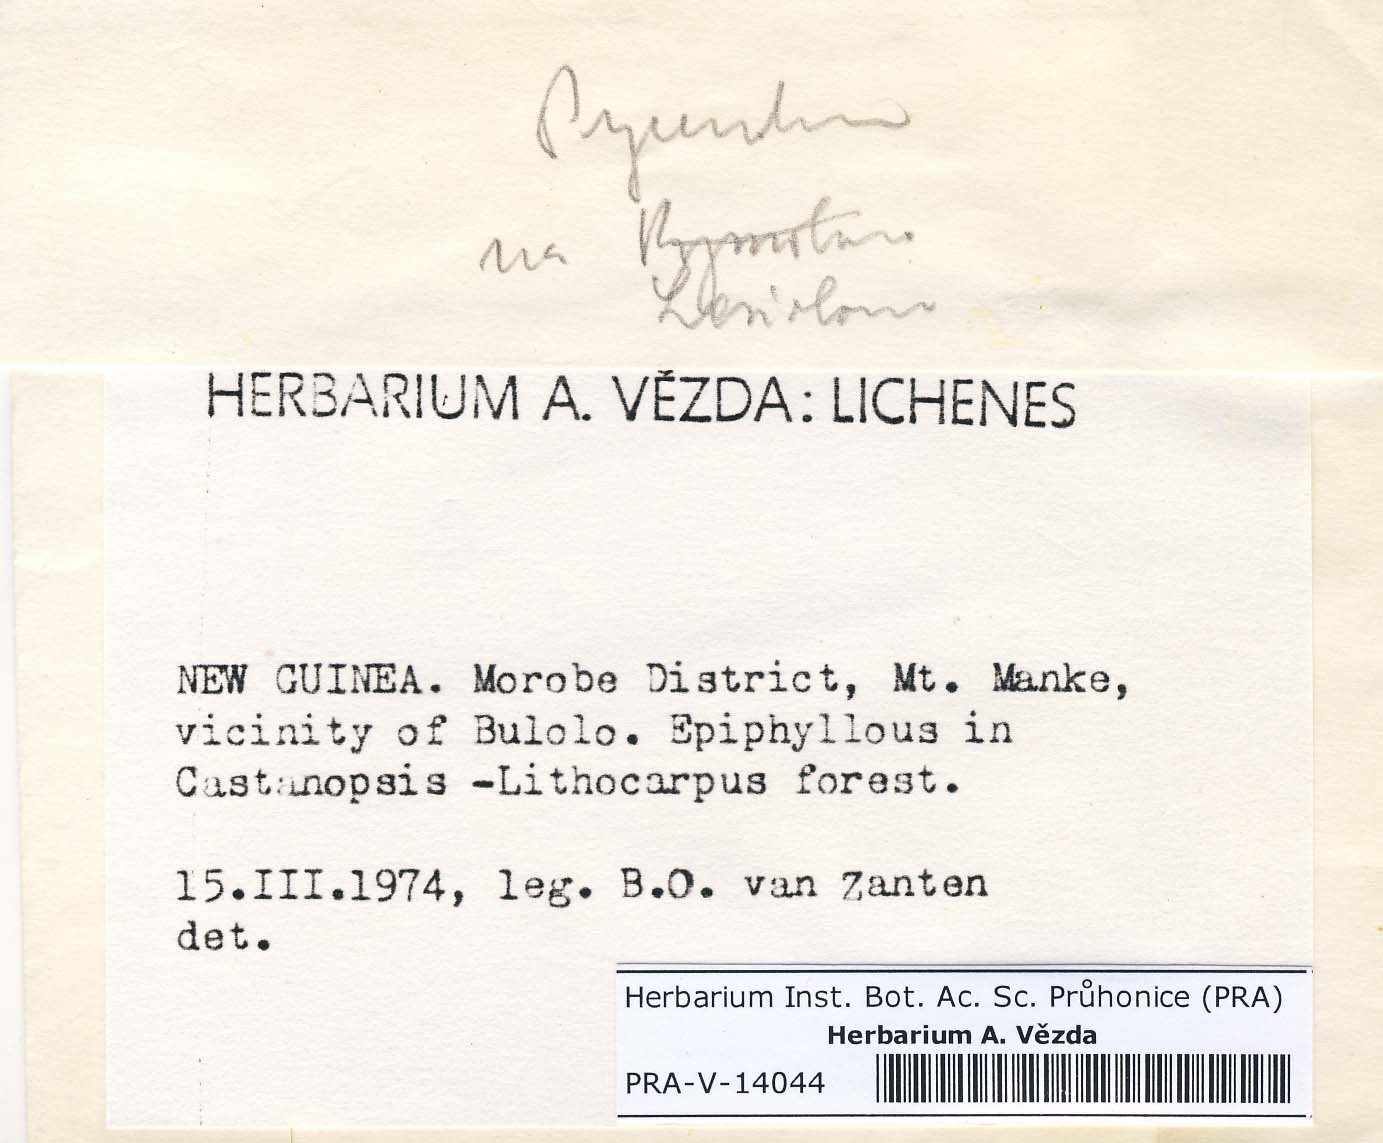 na
HERBARIUM A. VĚZDA: LICHENES
NEW GUINEA. Morobe District, Mt. Manke,
vicinity of Bulolo. Epiphyllous in
Castanopsis -Lithocarpus forest.
15.III.1974, leg. B.O. van Zanten
det.
Herbarium Inst. Bot. Ac. Sc. Průhonice (PRA)
Herbarium A. Vězda
PRA-V-14044